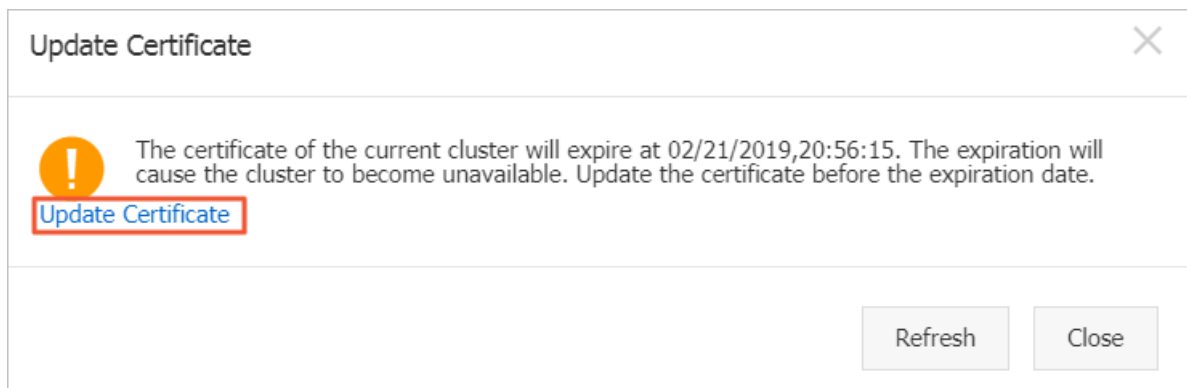 Update Certificate
The certificate of the current cluster will expire at 02/21/2019,20:56:15. The expiration will
cause the cluster to become unavailable. Update the certificate before the expiration date.
Update Certificate
Refresh
Close